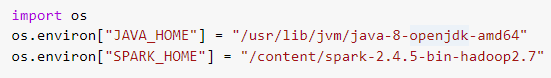 import os
os.environ["JAVA_HOME"] = "/usr/lib/jvm/java-8-openjdk-amd64"
os.environ["SPARK_HOME"] = "/content/spark-2.4.5-bin-hadoop2.7"